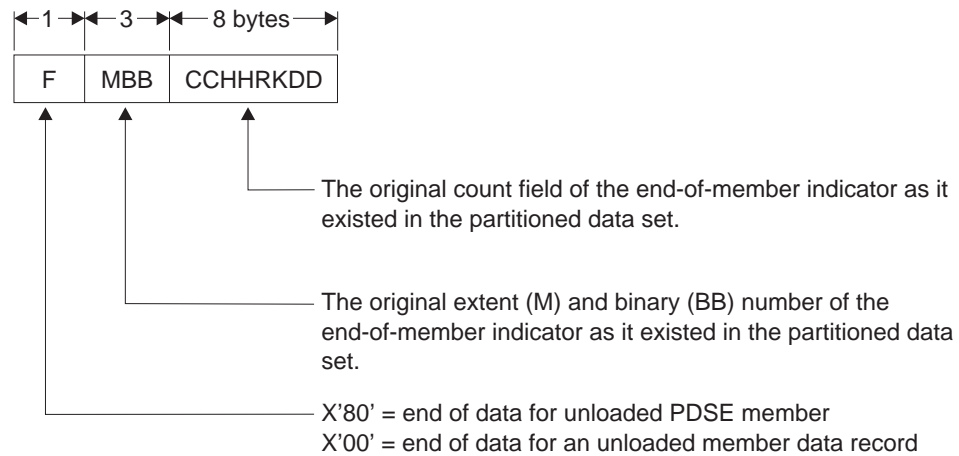 1 3 8 bytes
F MBB CCHHRKDD
The original count field of the end-of-member indicator as it
existed in the partitioned data set.
The original extent (M) and binary (BB) number of the
end-of-member indicator as it existed in the partitioned data
set.
X'80' = end of data for unloaded PDSE member
X'00' = end of data for an unloaded member data record